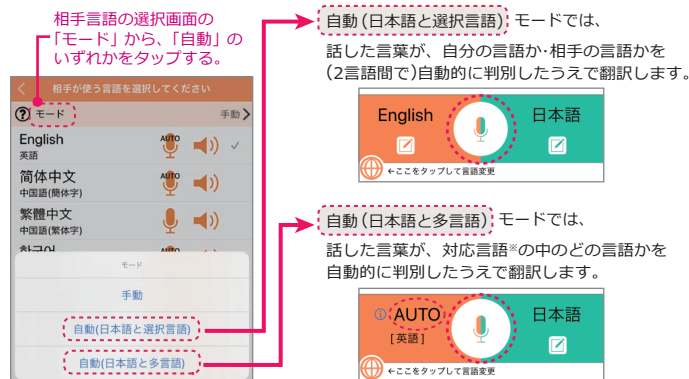 相手言語の選択画面の
「モード」から、「自動」の
いずれかをタップする。
相手が使う言語を選択してください
?モード
手動
English
英語
AUTO
简体中文
中国語(簡体字)
AUTO
繁體中文
中国語(繁体字)
한국어
AUTO
モード
手動
自動(日本語と選択言語)
自動(日本語と多言語)
自動(日本語と選択言語)モードでは、
話した言葉が、自分の言語か･相手の言語かを
(2言語間で)自動的に判別したうえで翻訳します。
English
日本語
←ここをタップして言語変更
自動(日本語と多言語)モードでは、
話した言葉が、対応言語※の中のどの言語かを
自動的に判別したうえで翻訳します。
AUTO
[英語]
日本語
←ここをタップして言語変更